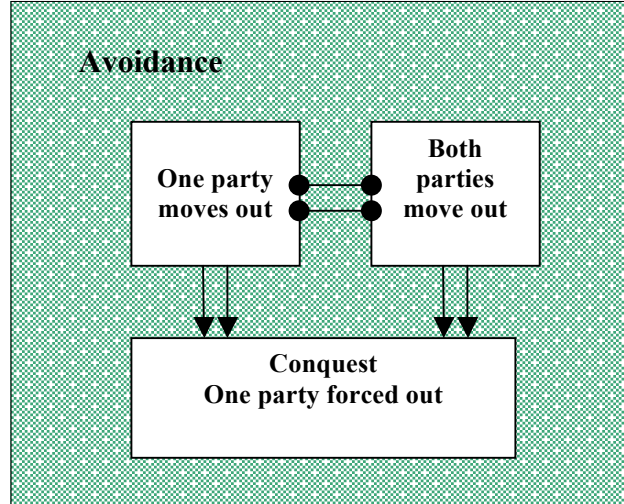 Avoidance
One party
moves out
Both
parties
move out
Conquest
One party forced out